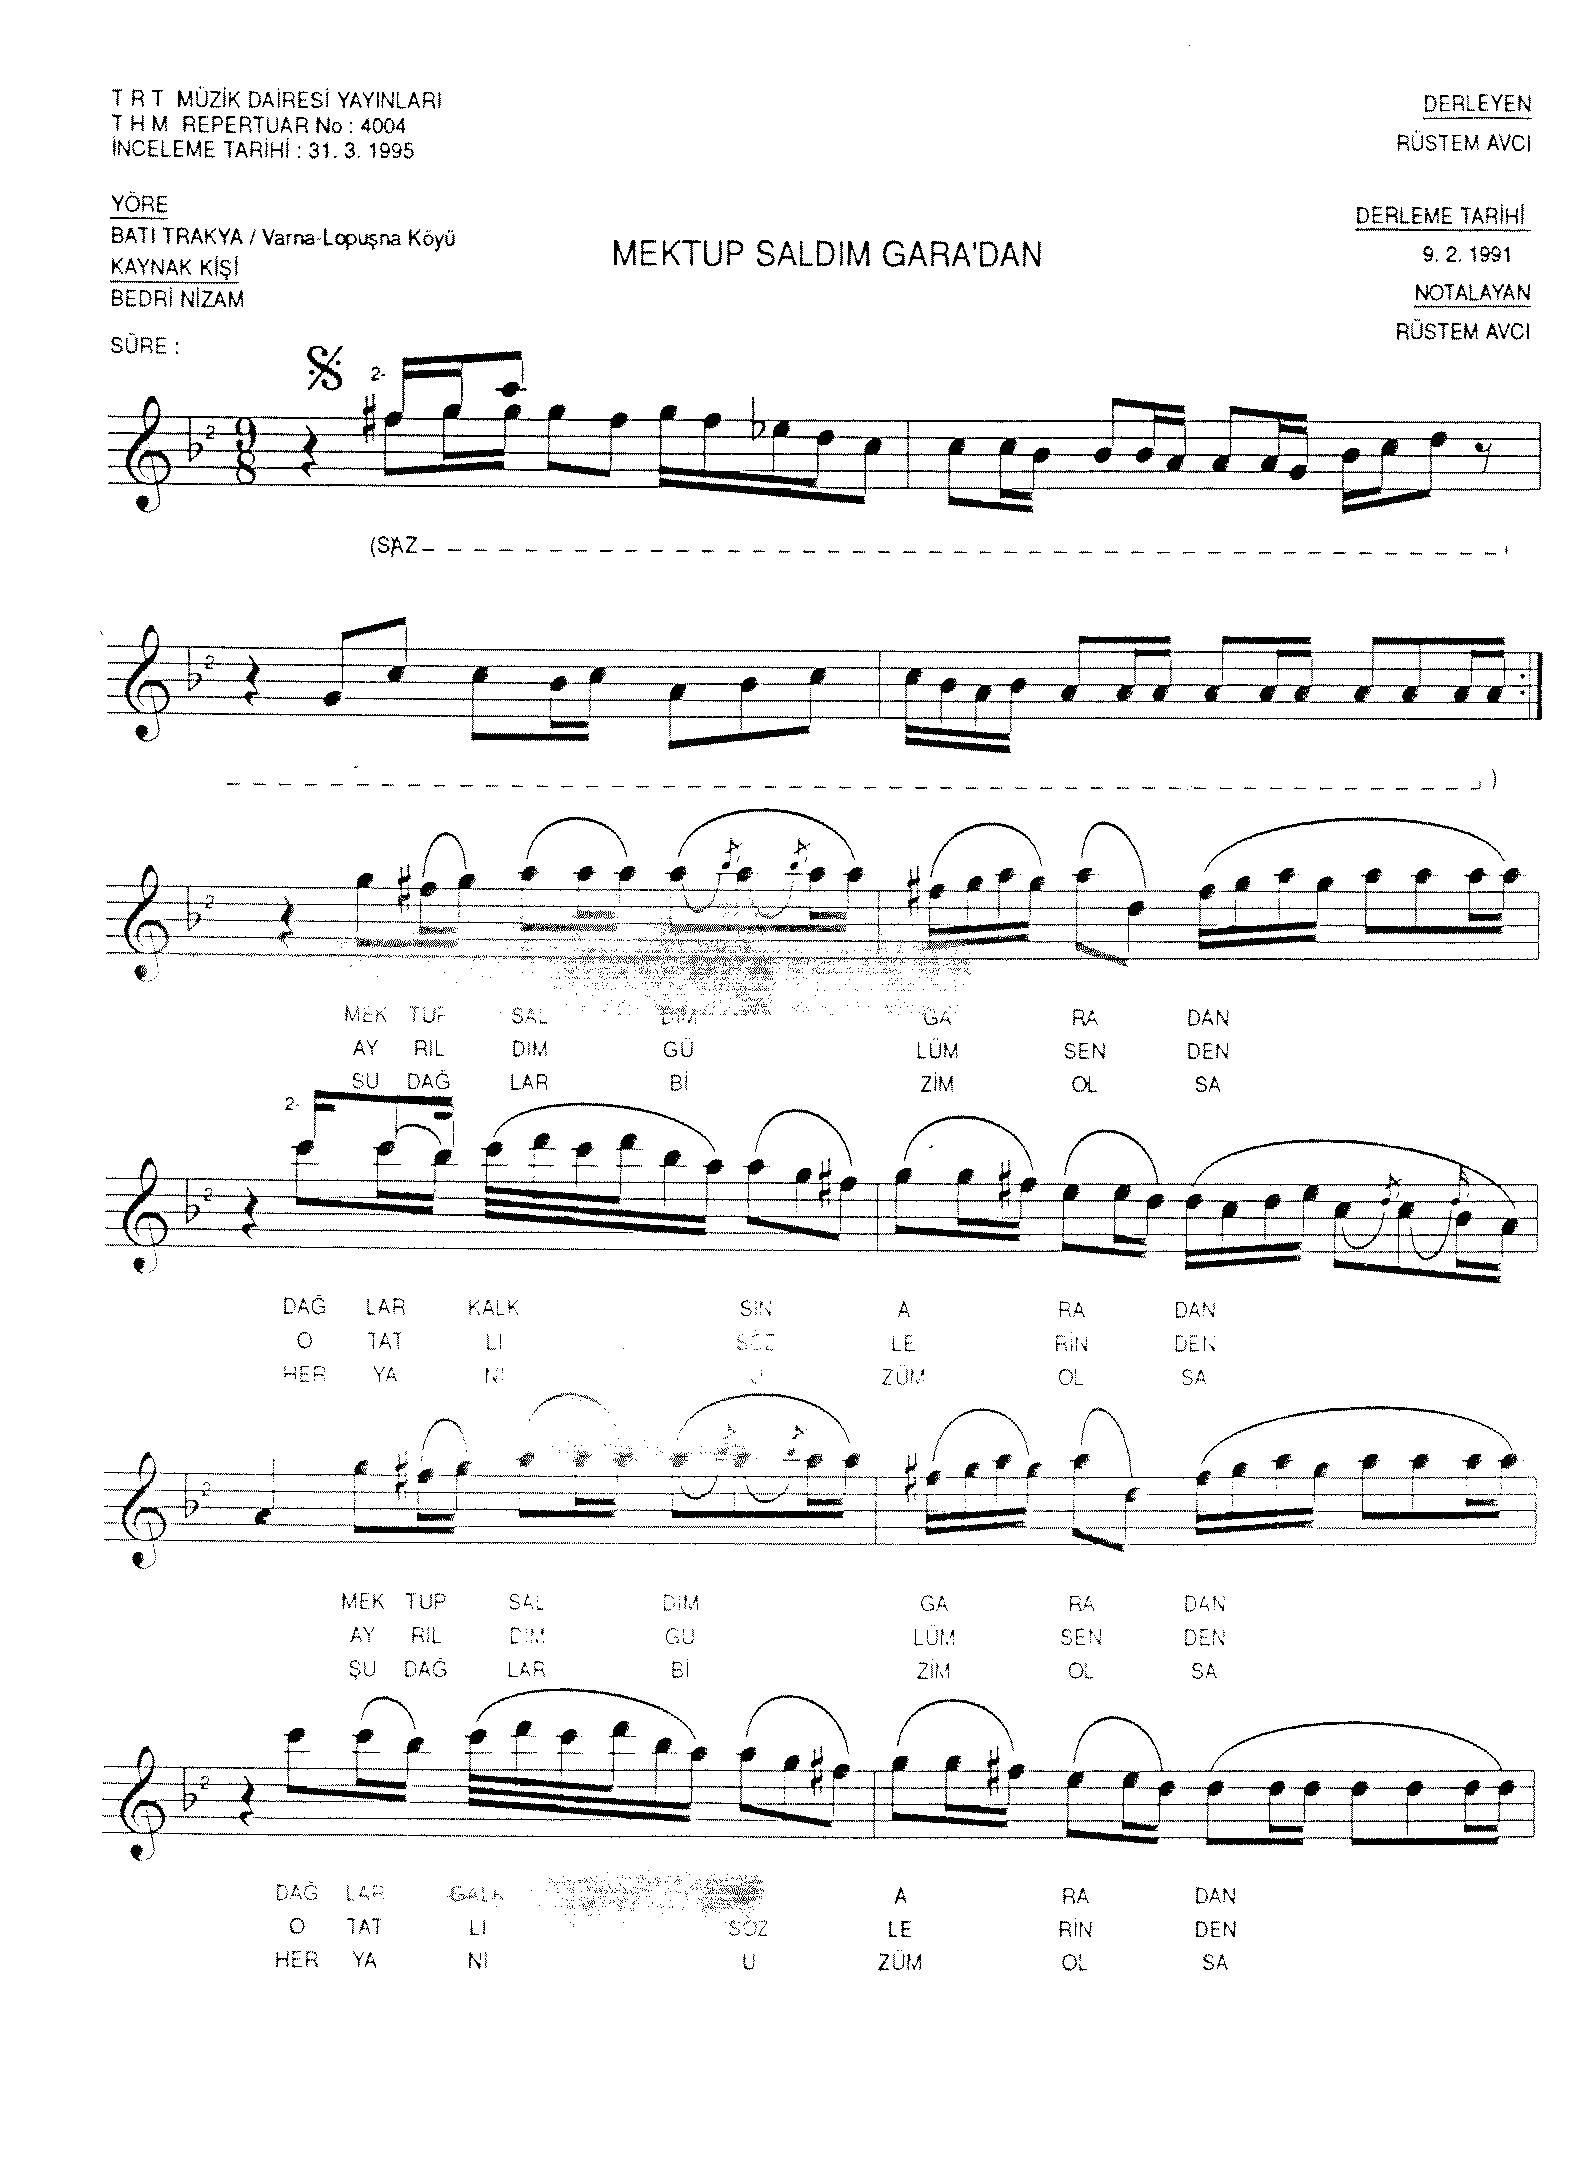 T R T MÜZİK DAİRESİ YAYINLARI
T H M REPERTUAR No : 4004
İNCELEME TARİHİ : 31. 3. 1995
DERLEYEN
RÜSTEM AVCI
YÖRE
BATI TRAKYA / Varna-Lopuşna Köyü
KAYNAK KİŞİ
BEDRİ NİZAM
SÜRE :
MEKTUP SALDIM GARA'DAN
DERLEME TARİHİ
9. 2. 1991
NOTALAYAN
RÜSTEM AVCI
2-
2
9
8
(SAZ
2
)
2
MEK TUP SAL DIM GA RA DAN
AY RIL DIM GÜ LÜM SEN DEN
ŞU DAĞ LAR Bİ ZİM OL SA
2-
2
DAĞ LAR KALK SIN A RA DAN
O TAT LI SÖZ LE RİN DEN
HER YA NI U ZÜM OL SA
2
MEK TUP SAL DIM GA RA DAN
AY RIL DIM GÜ LÜM SEN DEN
ŞU DAĞ LAR Bİ ZİM OL SA
2
DAĞ LAR GALK A RA DAN
O TAT LI SÖZ LE RİN DEN
HER YA NI U ZÜM OL SA